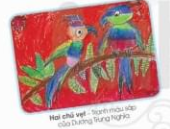 Hai chú vẹt - Tranh màu sáp
của Dương Trung Nghĩa